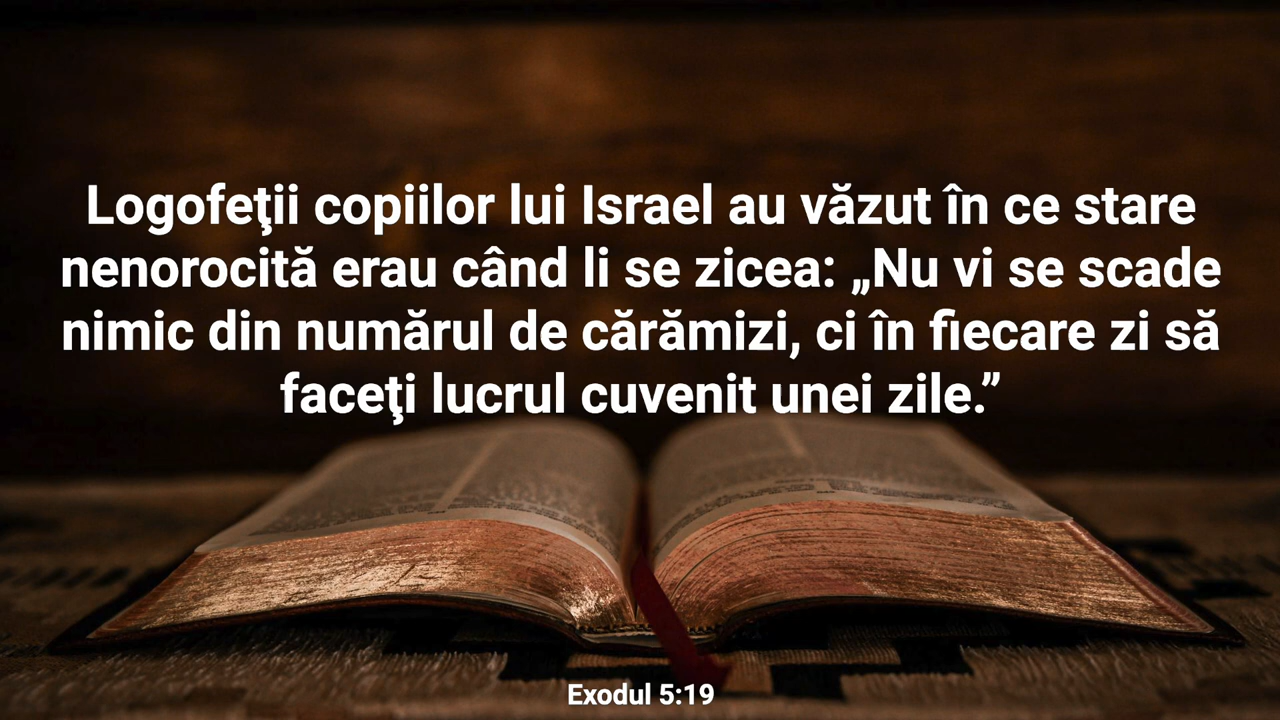 Logofeţii copiilor lui Israel au văzut în ce stare
nenorocită erau când li se zicea: „Nu vi se scade
nimic din numărul de cărămizi, ci în fiecare zi să
faceţi lucrul cuvenit unei zile.”
Exodul 5:19